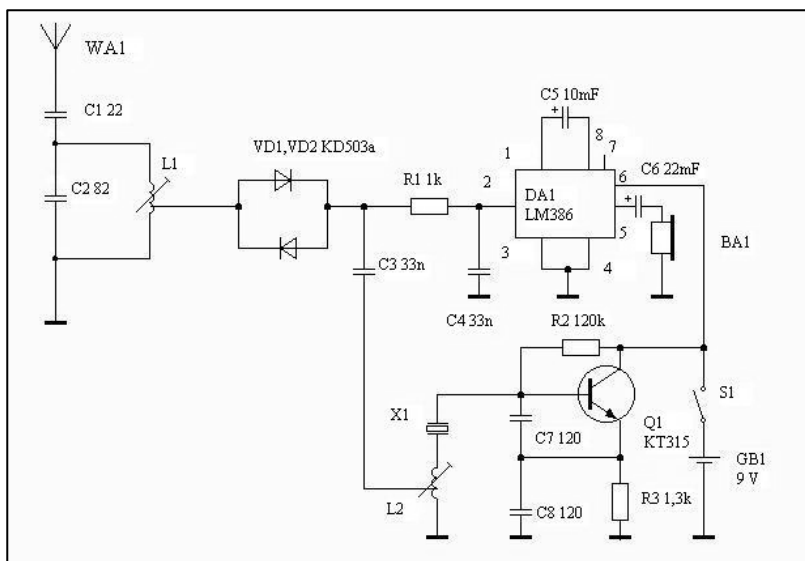 WA1
C1 22
C2 82
L1
VD1,VD2 KD503a
R1 1k
C3 33n
C4 33n
C5 10mF
1
8
7
2
6
DA1
LM386
C6 22mF
3
4
5
BA1
R2 120k
X1
C7 120
Q1
KT315
S1
GB1
9 V
L2
C8 120
R3 1,3k
+
+